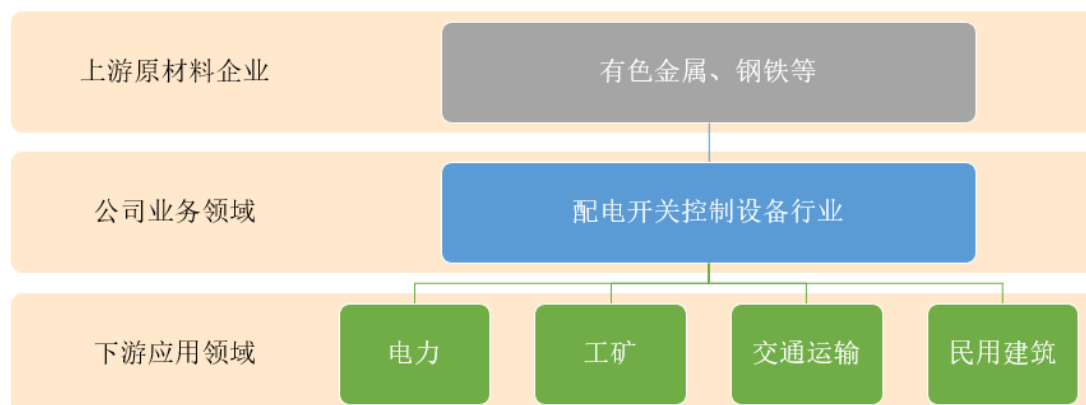 上游原材料企业
有色金属、钢铁等
公司业务领域
配电开关控制设备行业
下游应用领域
电力
工矿
交通运输
民用建筑